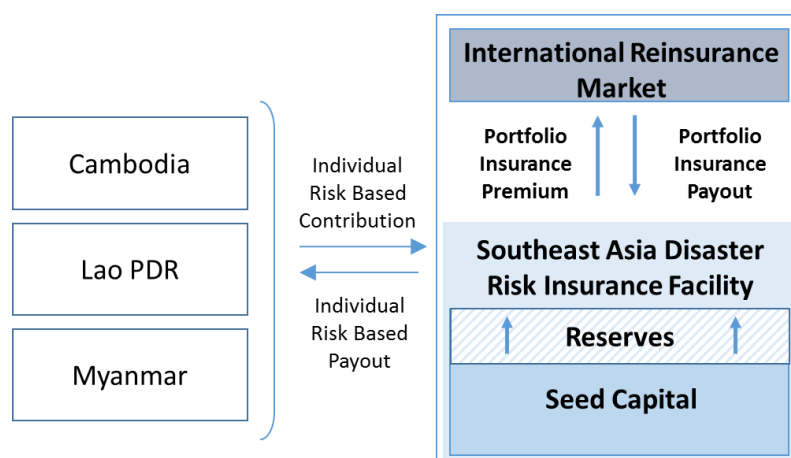 International Reinsurance
Market
Portfolio
Insurance
Premium
Portfolio
Insurance
Payout
Cambodia
Lao PDR
Myanmar
Individual
Risk Based
Contribution
Individual
Risk Based
Payout
Southeast Asia Disaster
Risk Insurance Facility
Reserves
Seed Capital